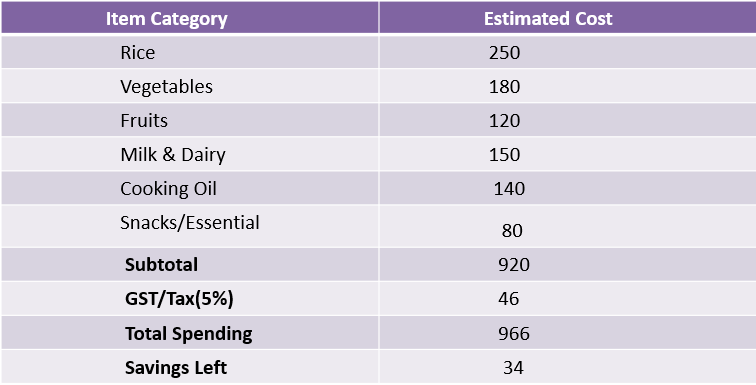 Item Category Estimated Cost
Rice 250
Vegetables 180
Fruits 120
Milk & Dairy 150
Cooking Oil 140
Snacks/Essential 80
Subtotal 920
GST/Tax(5%) 46
Total Spending 966
Savings Left 34